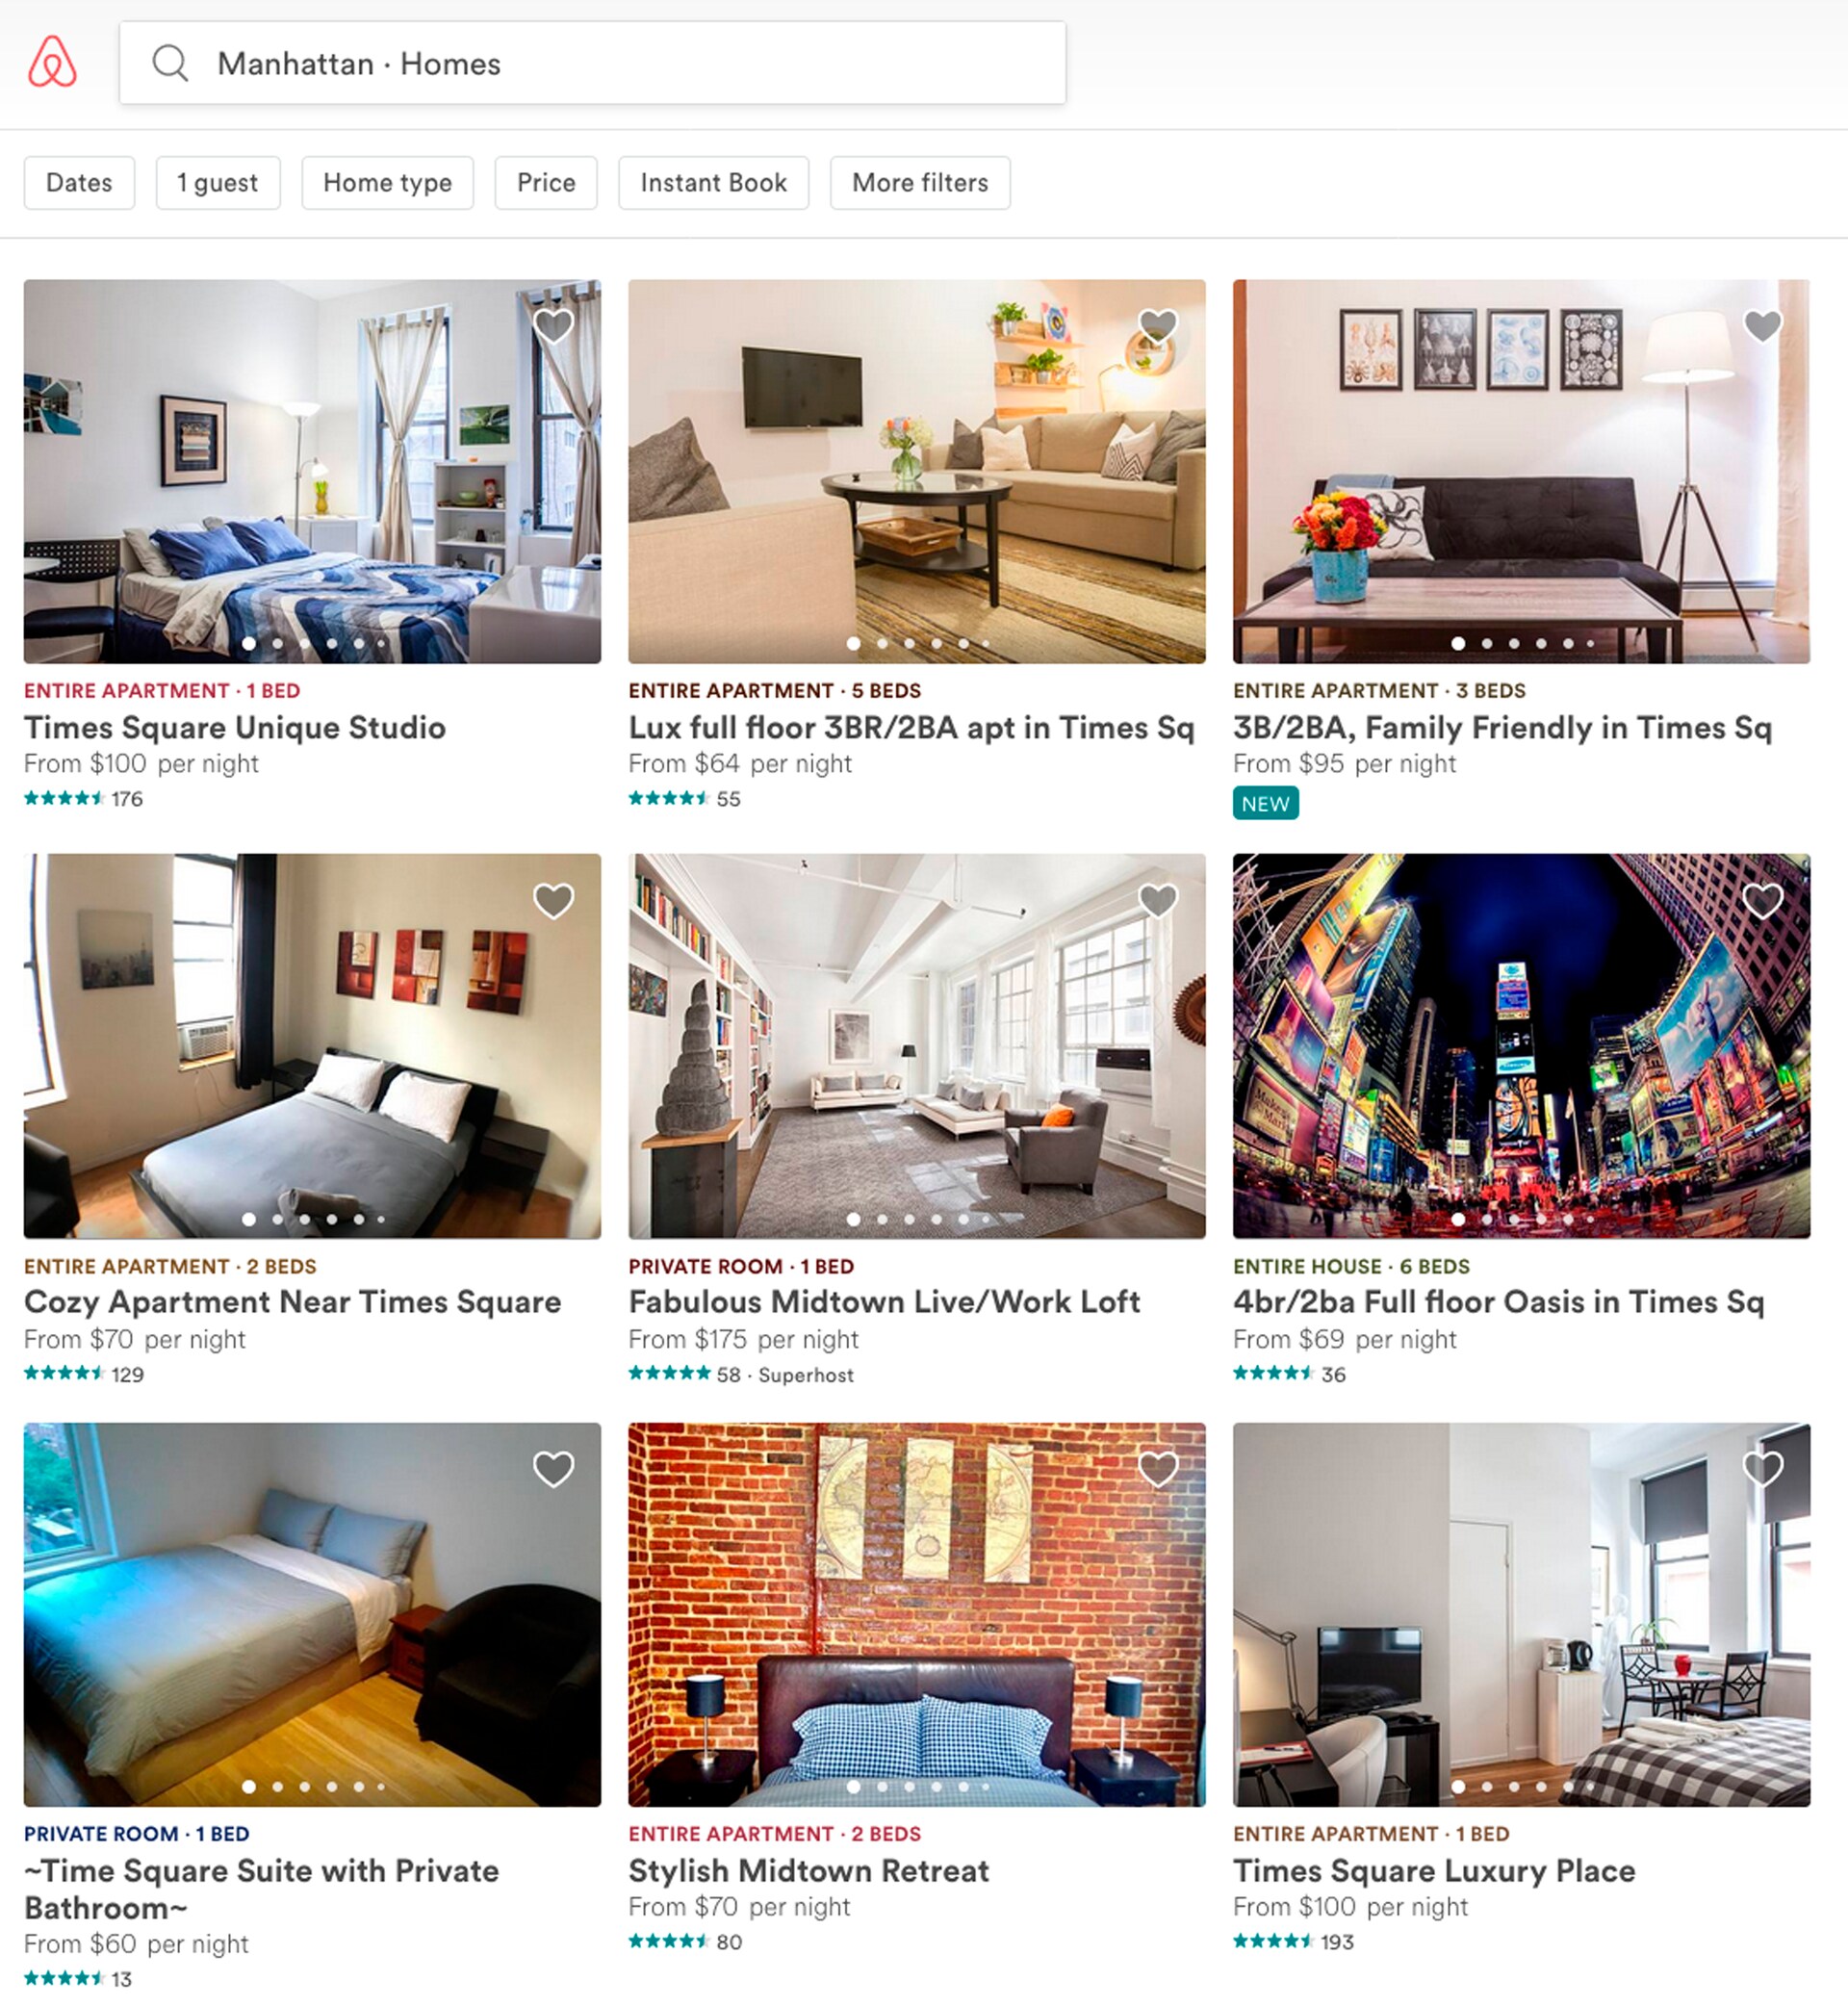 Manhattan · Homes
Dates
1 guest
Home type
Price
Instant Book
More filters
ENTIRE APARTMENT · 1 BED
Times Square Unique Studio
From $100 per night
176
ENTIRE APARTMENT · 5 BEDS
Lux full floor 3BR/2BA apt in Times Sq
From $64 per night
55
ENTIRE APARTMENT · 3 BEDS
3B/2BA, Family Friendly in Times Sq
From $95 per night
NEW
ENTIRE APARTMENT · 2 BEDS
Cozy Apartment Near Times Square
From $70 per night
129
PRIVATE ROOM · 1 BED
Fabulous Midtown Live/Work Loft
From $175 per night
58 · Superhost
ENTIRE HOUSE · 6 BEDS
4br/2ba Full floor Oasis in Times Sq
From $69 per night
36
PRIVATE ROOM · 1 BED
~Time Square Suite with Private
Bathroom~
From $60 per night
13
ENTIRE APARTMENT · 2 BEDS
Stylish Midtown Retreat
From $70 per night
80
ENTIRE APARTMENT · 1 BED
Times Square Luxury Place
From $100 per night
193